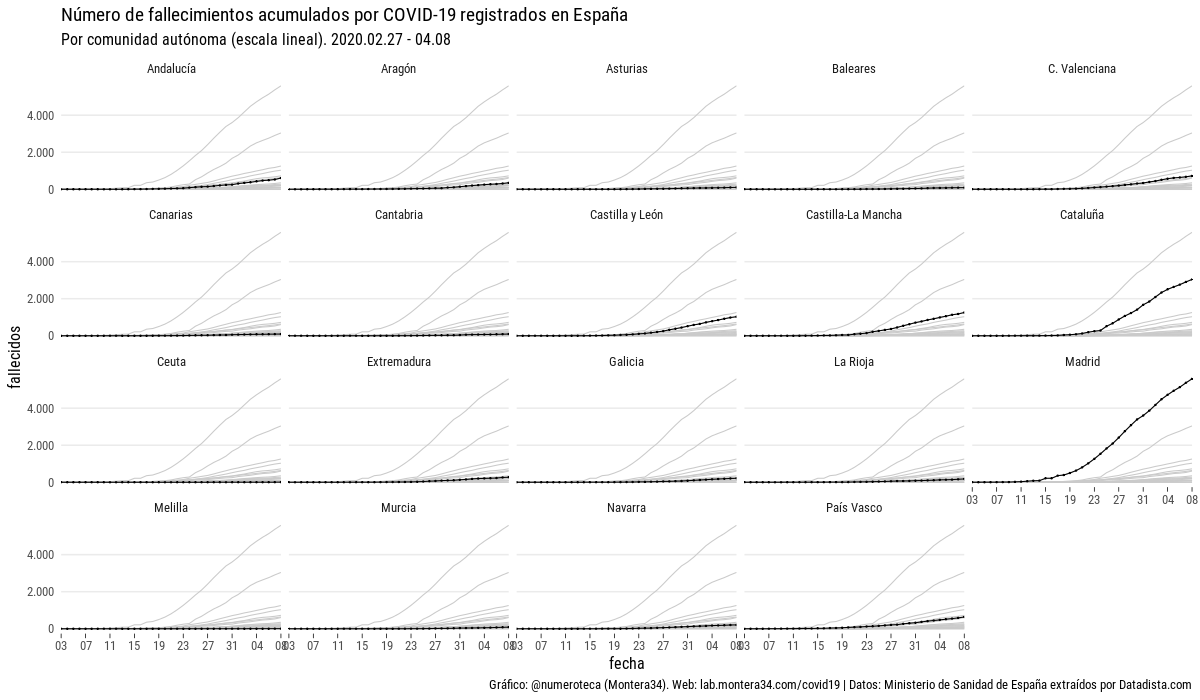 Número de fallecimientos acumulados por COVID-19 registrados en España
Por comunidad autónoma (escala lineal). 2020.02.27 - 04.08
Andalucía Aragón Asturias Baleares C. Valenciana
4.000
2.000
0
Canarias Cantabria Castilla y León Castilla-La Mancha Cataluña
4.000
2.000
0
Ceuta Extremadura Galicia La Rioja Madrid
4.000
2.000
0
03 07 11 15 19 23 27 31 04 08
Melilla Murcia Navarra País Vasco
4.000
2.000
0
03 07 11 15 19 23 27 31 04 08 03 07 11 15 19 23 27 31 04 08 03 07 11 15 19 23 27 31 04 08 03 07 11 15 19 23 27 31 04 08
fallecidos
fecha
Gráfico: @numeroteca (Montera34). Web: lab.montera34.com/covid19 | Datos: Ministerio de Sanidad de España extraídos por Datadista.com